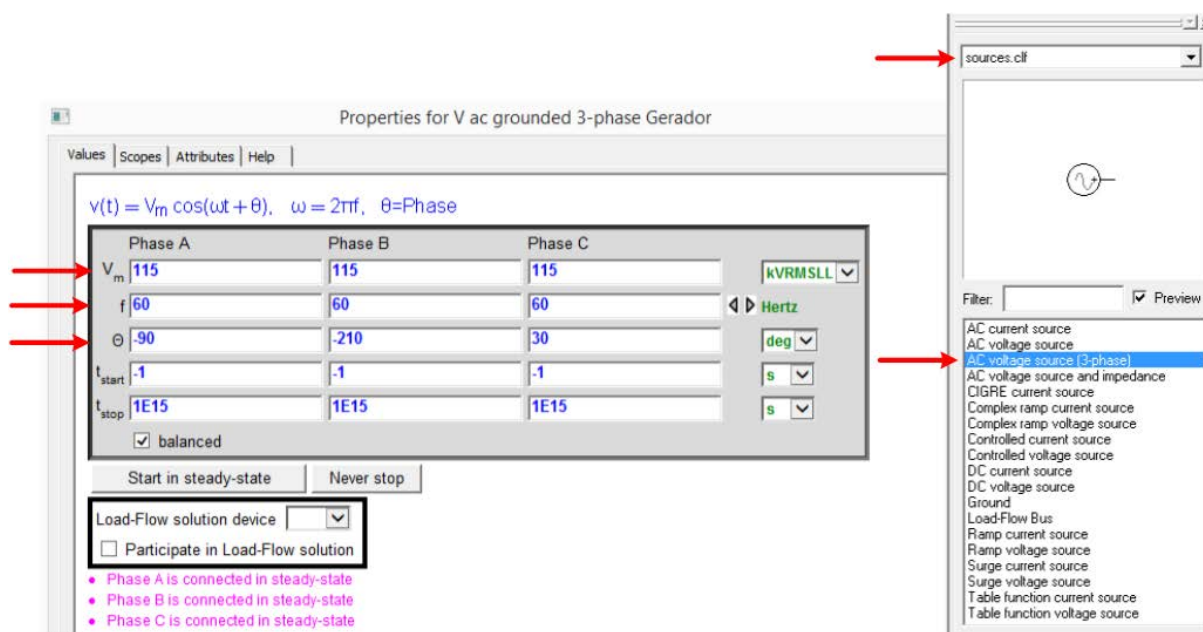 sources.clf
Properties for V ac grounded 3-phase Gerador
Values Scopes Attributes Help
v(t) = Vm cos(ωt + θ), ω = 2πf, θ=Phase
Phase A Phase B Phase C
Vm 115 115 115 kVRMSLL
f 60 60 60 Hertz
Θ -90 -210 30 deg
tstart -1 -1 -1 s
tstop 1E15 1E15 1E15 s
balanced
Start in steady-state Never stop
Load-Flow solution device
Participate in Load-Flow solution
• Phase A is connected in steady-state
• Phase B is connected in steady-state
• Phase C is connected in steady-state
Filter: Preview
AC current source
AC voltage source
AC voltage source (3-phase)
AC voltage source and impedance
CIGRE current source
Complex ramp current source
Complex ramp voltage source
Controlled current source
Controlled voltage source
DC current source
DC voltage source
Ground
Load-Flow Bus
Ramp current source
Ramp voltage source
Surge current source
Surge voltage source
Table function current source
Table function voltage source